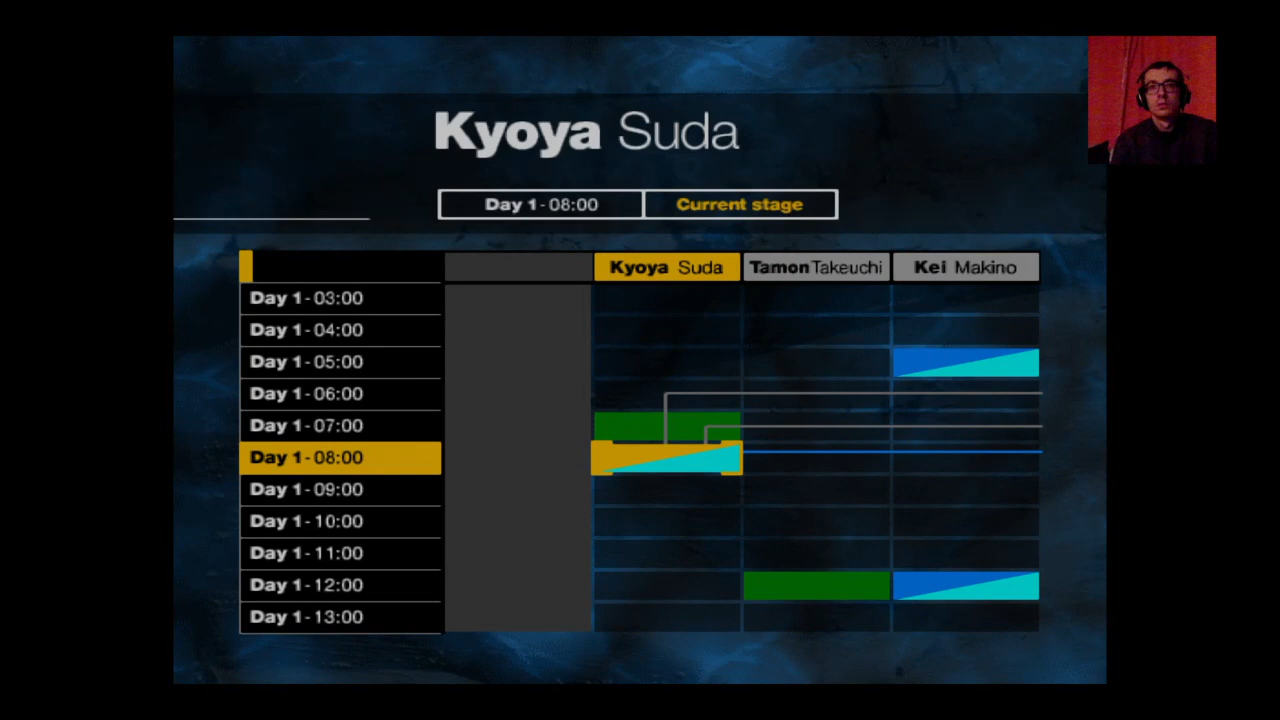 Kyoya Suda
Day 1 - 08:00 Current stage
Kyoya Suda Tamon Takeuchi Kei Makino
Day 1 - 03:00
Day 1 - 04:00
Day 1 - 05:00
Day 1 - 06:00
Day 1 - 07:00
Day 1 - 08:00
Day 1 - 09:00
Day 1 - 10:00
Day 1 - 11:00
Day 1 - 12:00
Day 1 - 13:00